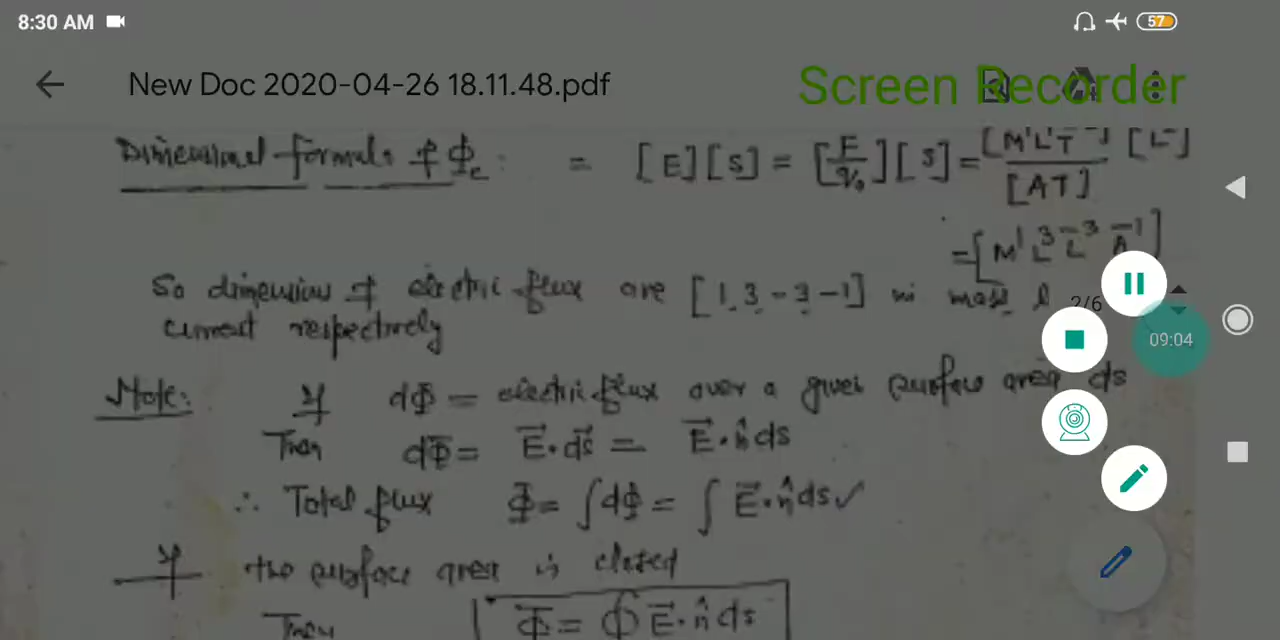 8:30 AM
57
New Doc 2020-04-26 18.11.48.pdf
Screen Recorder
Dimensional formula of Φe: = [E][S] = [F/q₀][S] = [M¹L¹T⁻ ] [L ] / [AT]
= [M¹ L³ L⁻³ A⁻¹]
So dimension of electric flux are [1, 3 - 3 - 1] in mass l
2/6
current respectively
09:04
Note: If dΦ = electric flux over a given surface area ds
Then dΦ = E⃗ . ds⃗ = E⃗ . n̂ ds
∴ Total flux Φ = ∫dΦ = ∫ E⃗ . n̂ ds ✓
If the surface area is closed
Then Φ = ∮ E⃗ . n̂ ds